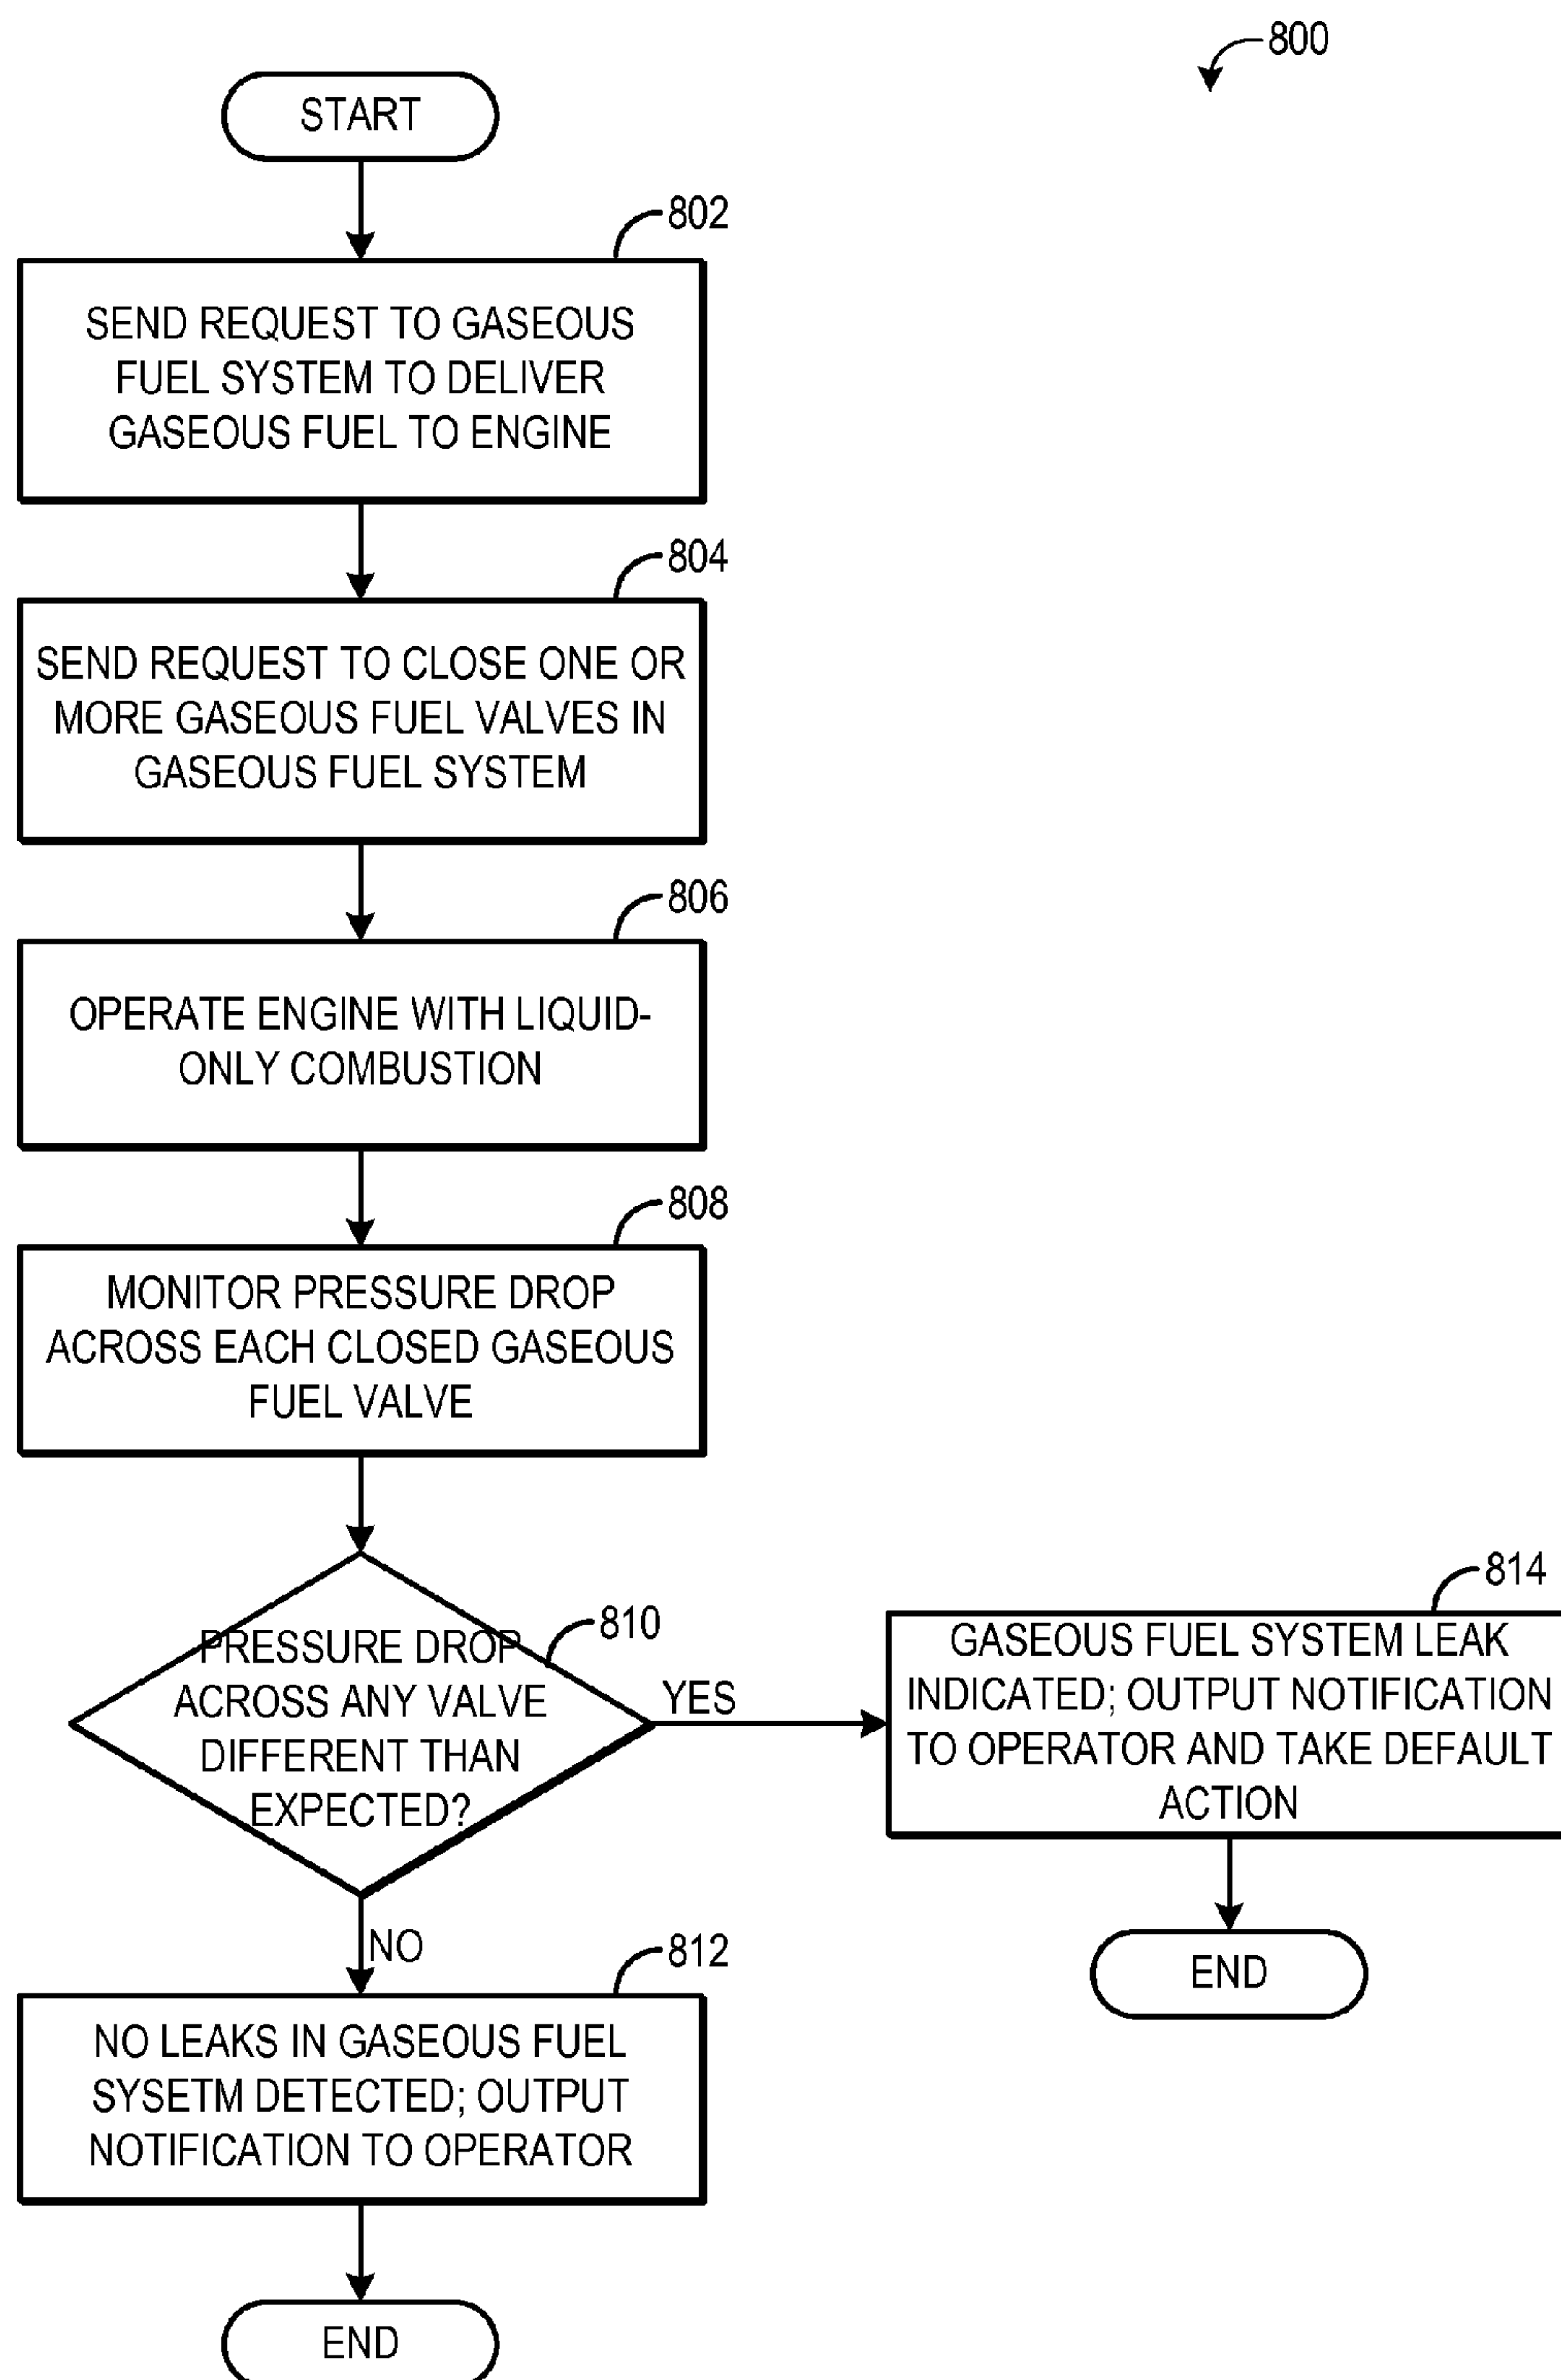 800
START
802
SEND REQUEST TO GASEOUS
FUEL SYSTEM TO DELIVER
GASEOUS FUEL TO ENGINE
804
SEND REQUEST TO CLOSE ONE OR
MORE GASEOUS FUEL VALVES IN
GASEOUS FUEL SYSTEM
806
OPERATE ENGINE WITH LIQUID-
ONLY COMBUSTION
808
MONITOR PRESSURE DROP
ACROSS EACH CLOSED GASEOUS
FUEL VALVE
810
PRESSURE DROP
ACROSS ANY VALVE
DIFFERENT THAN
EXPECTED?
YES
814
GASEOUS FUEL SYSTEM LEAK
INDICATED; OUTPUT NOTIFICATION
TO OPERATOR AND TAKE DEFAULT
ACTION
END
NO
812
NO LEAKS IN GASEOUS FUEL
SYSETM DETECTED; OUTPUT
NOTIFICATION TO OPERATOR
END